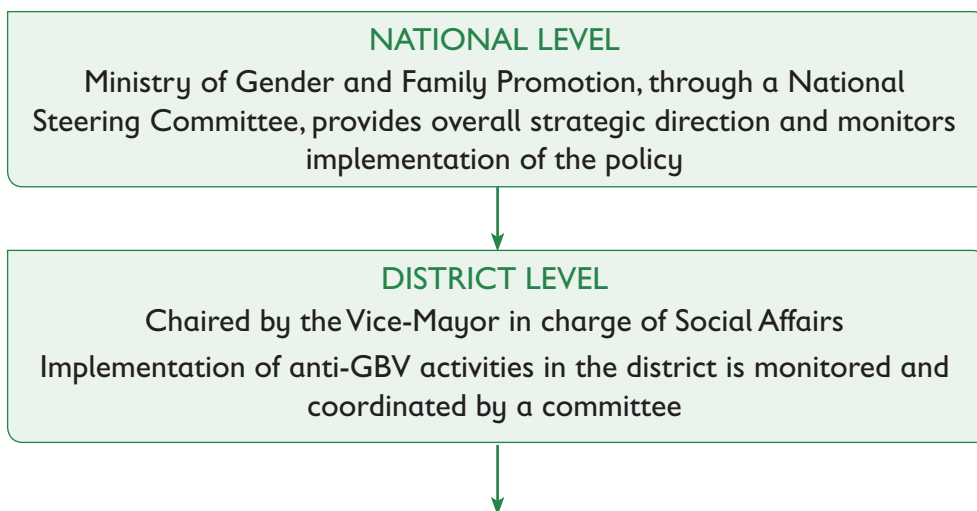 NATIONAL LEVEL
Ministry of Gender and Family Promotion, through a National
Steering Committee, provides overall strategic direction and monitors
implementation of the policy
DISTRICT LEVEL
Chaired by the Vice-Mayor in charge of Social Affairs
Implementation of anti-GBV activities in the district is monitored and
coordinated by a committee